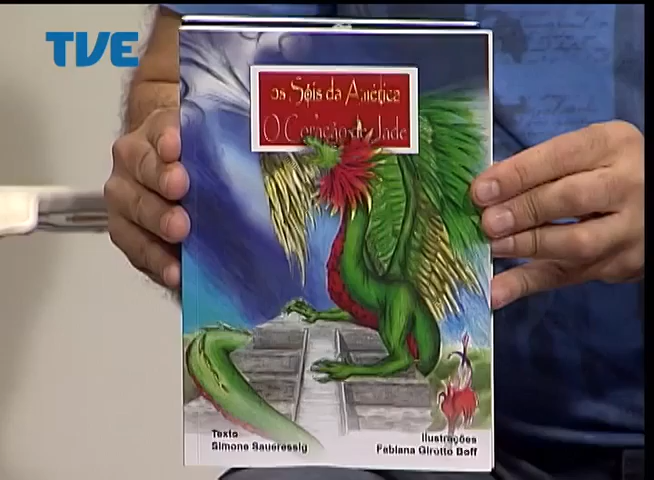 TVE
os Sóis da América
O Coração de Jade
Texto
Simone Saueressig
Ilustrações
Fabiana Girotto Boff